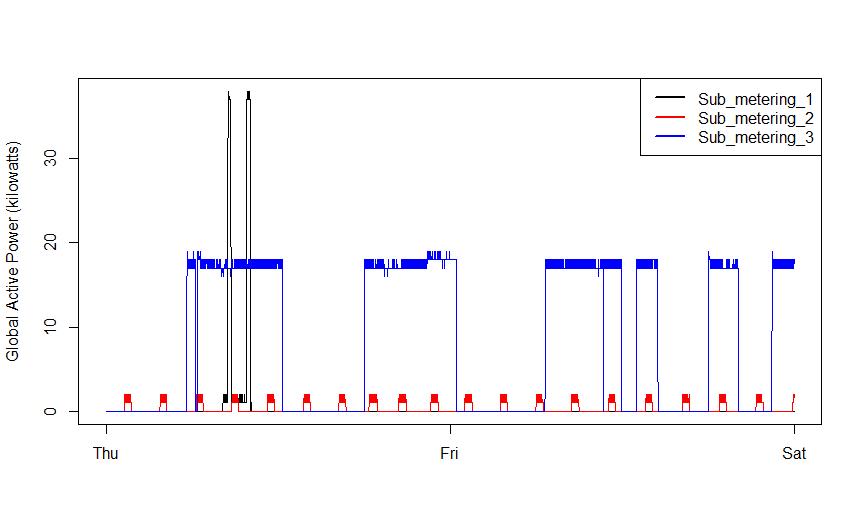 Sub_metering_1
Sub_metering_2
Sub_metering_3
Global Active Power (kilowatts)
30
20
10
0
Thu
Fri
Sat